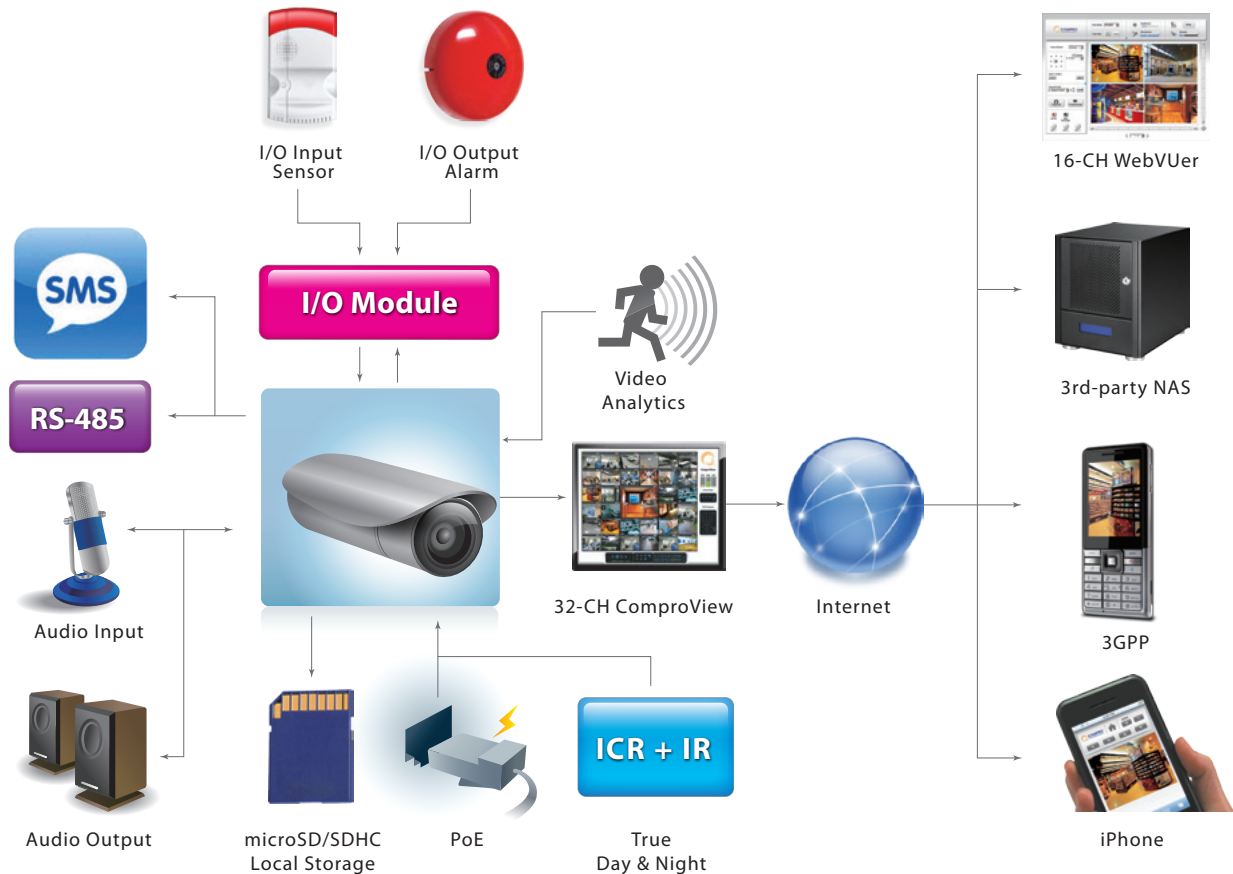 I/O Input
Sensor
I/O Output
Alarm
16-CH WebVUer
SMS
I/O Module
Video
Analytics
3rd-party NAS
RS-485
Audio Input
32-CH ComproView
Internet
3GPP
ICR + IR
Audio Output
microSD/SDHC
Local Storage
PoE
True
Day & Night
iPhone